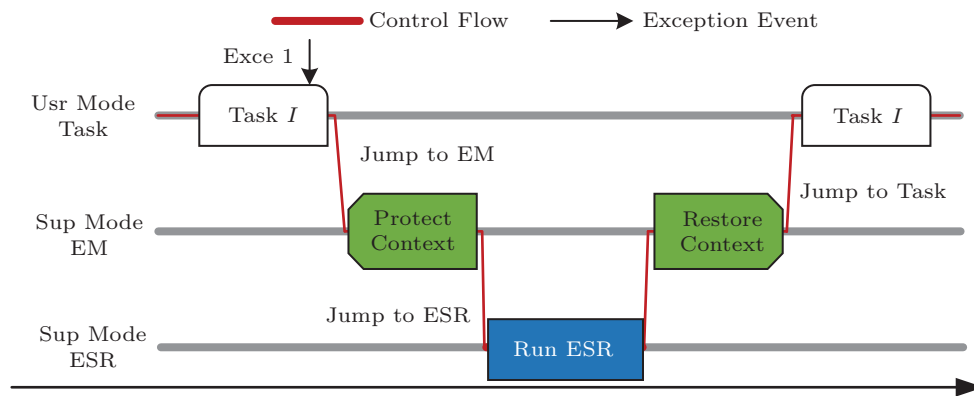 Control Flow
Exception Event
Exce 1
Usr Mode
Task
Task I
Task I
Jump to EM
Jump to Task
Sup Mode
EM
Protect
Context
Restore
Context
Jump to ESR
Sup Mode
ESR
Run ESR